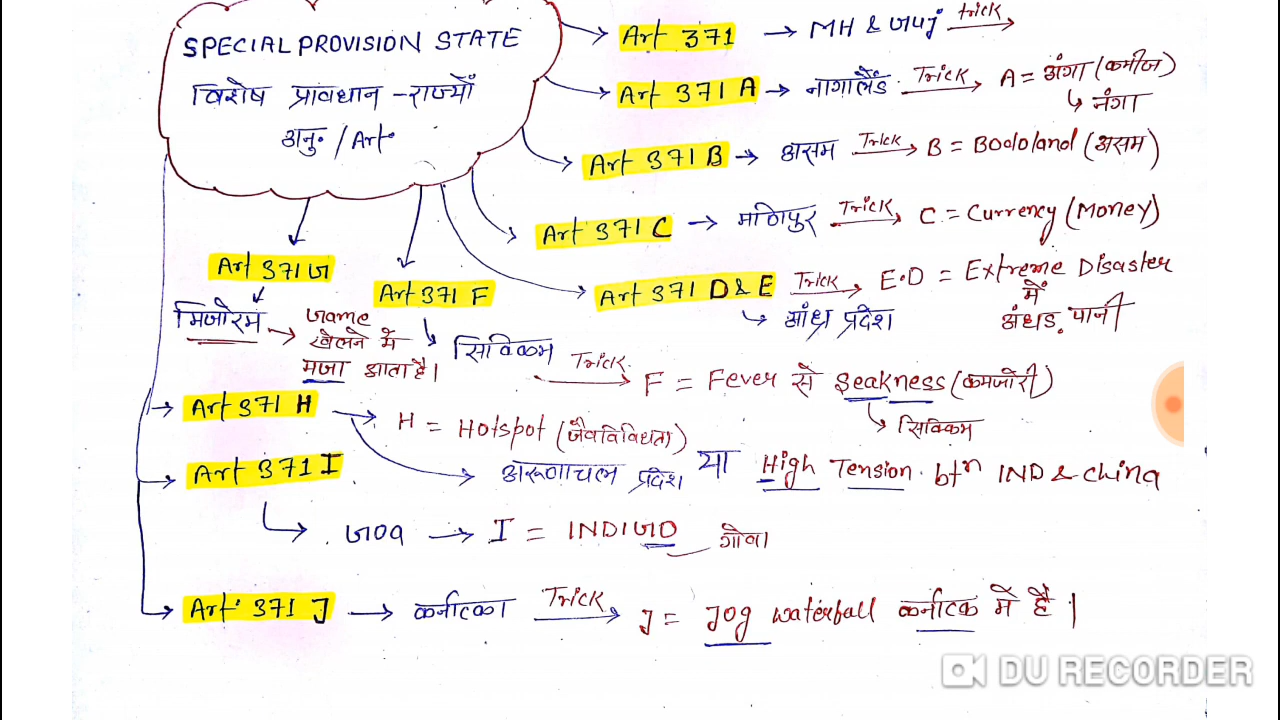 SPECIAL PROVISION STATE
विशेष प्रावधान - राज्यों
अनु॰ / Art.
Art 371 → MH & Guj trick →
Art 371 A → नागालैंड Trick → A = अंगा (कमीज)
↳ नंगा
Art 371 B → असम Trick → B = Bodoland (असम)
Art 371 C → मणिपुर Trick → C = Currency (Money)
Art 371 D & E Trick → E.D = Extreme Disaster
में
↳ आंध्र प्रदेश
अंधड़ पानी
Art 371 F
↳ सिक्किम Trick → F = Fever से Seakness (कमजोरी)
↳ सिक्किम
Art 371 G
मिजोरम → Game
खेलने में
मजा आता है।
Art 371 H → H = Hotspot (जैवविविधता)
→ अरूणाचल प्रदेश या High Tension. btⁿ IND & China
Art 371 I
↳ Goa → I = INDIGO गोवा
Art. 371 J → कर्नाटका Trick → J = Jog waterfall कर्नाटक में है।
DU RECORDER